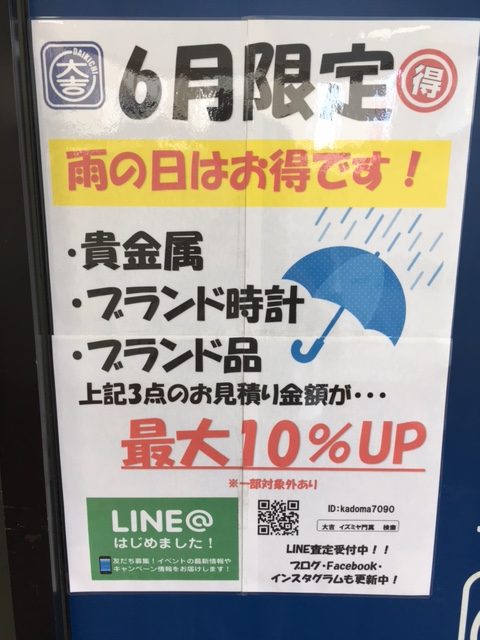 DAIKICHI
大吉
6月限定
得
雨の日はお得です！
・貴金属
・ブランド時計
・ブランド品
上記3点のお見積り金額が・・・
最大10％UP
※一部対象外あり
LINE@
はじめました！
友だち募集！イベントの最新情報や
キャンペーン情報をお届けします！
ID:kadoma7090
大吉 イズミヤ門真 検索
LINE査定受付中！！
ブログ・Facebook・
インスタグラムも更新中！